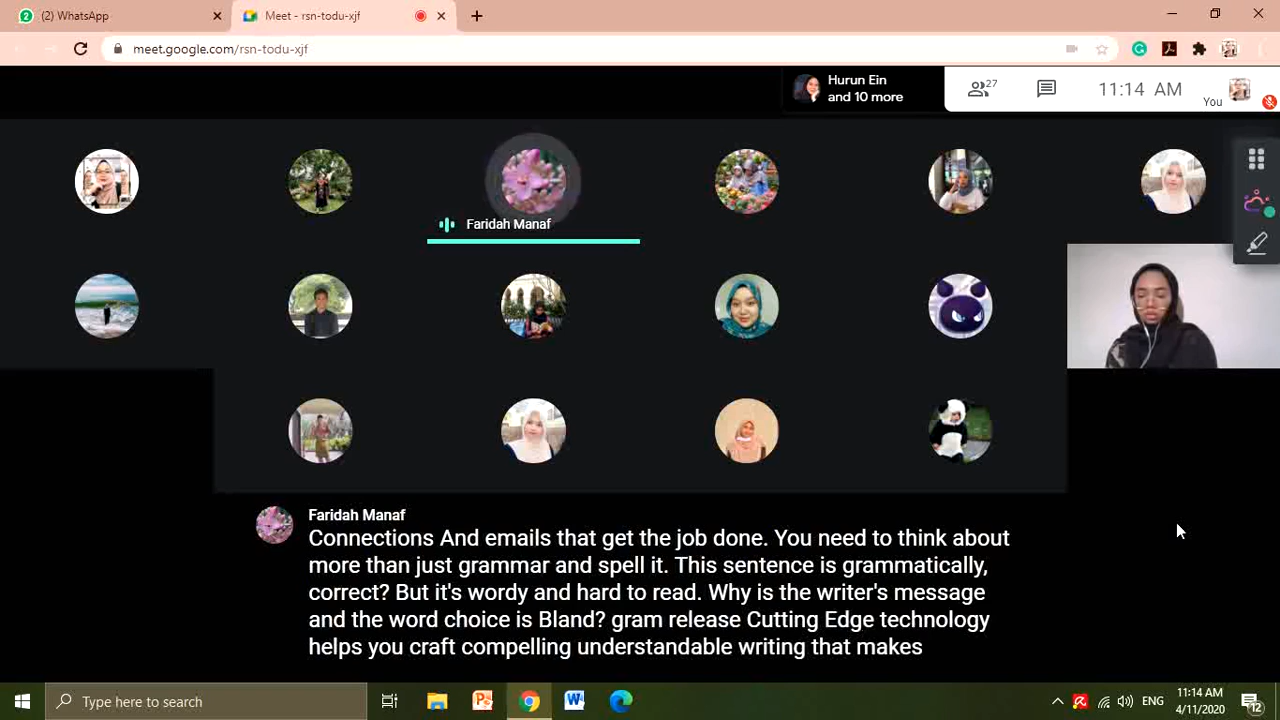 (2) WhatsApp
Meet - rsn-todu-xjf
meet.google.com/rsn-todu-xjf
Hurun Ein
and 10 more
27
11:14 AM
You
Faridah Manaf
Faridah Manaf
Connections And emails that get the job done. You need to think about
more than just grammar and spell it. This sentence is grammatically,
correct? But it's wordy and hard to read. Why is the writer's message
and the word choice is Bland? gram release Cutting Edge technology
helps you craft compelling understandable writing that makes
Type here to search
ENG
11:14 AM
4/11/2020
12